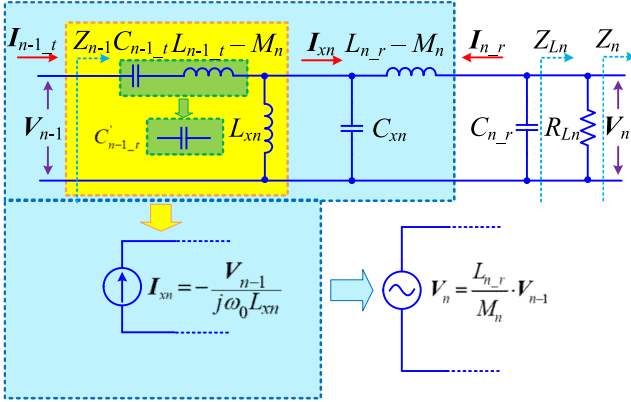 I_{n-1_t} Z_{n-1} C_{n-1_t} L_{n-1_t} − M_n I_{xn} L_{n_r} − M_n I_{n_r} Z_{Ln} Z_n
V_{n-1} C'_{n-1_t} L_{xn} C_{xn} C_{n_r} R_{Ln} V_n
I_{xn} = − V_{n-1} / jω_0 L_{xn}
V_n = L_{n_r} / M_n · V_{n-1}